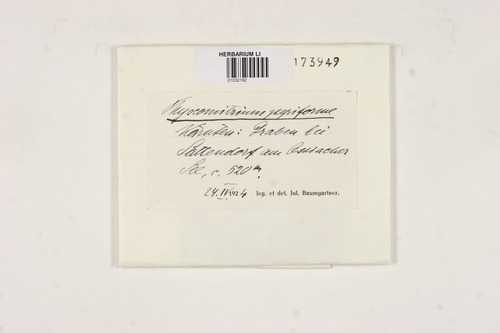 HERBARIUM LI
01032192
173949
Physcomitrium pyriforme
Kärnten: Graben bei
Sattendorf am Ossiacher
See, c. 520 m.
24.IV.1924 leg. et det. Jul. Baumgartner.